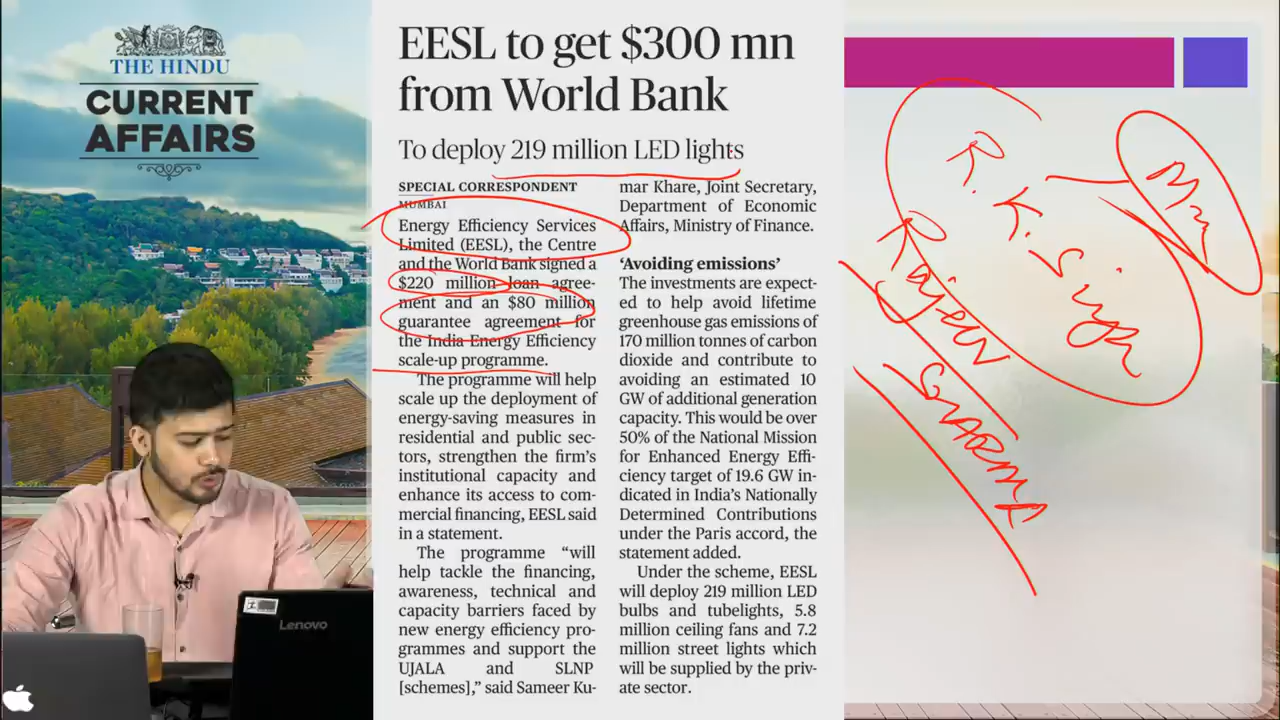 THE HINDU
CURRENT
AFFAIRS
EESL to get $300 mn
from World Bank
To deploy 219 million LED lights
SPECIAL CORRESPONDENT
MUMBAI
Energy Efficiency Services
Limited (EESL), the Centre
and the World Bank signed a
$220 million loan agree-
ment and an $80 million
guarantee agreement for
the India Energy Efficiency
scale-up programme.
The programme will help
scale up the deployment of
energy-saving measures in
residential and public sec-
tors, strengthen the firm's
institutional capacity and
enhance its access to com-
mercial financing, EESL said
in a statement.
The programme “will
help tackle the financing,
awareness, technical and
capacity barriers faced by
new energy efficiency pro-
grammes and support the
UJALA and SLNP
[schemes],” said Sameer Ku-
mar Khare, Joint Secretary,
Department of Economic
Affairs, Ministry of Finance.
‘Avoiding emissions’
The investments are expect-
ed to help avoid lifetime
greenhouse gas emissions of
170 million tonnes of carbon
dioxide and contribute to
avoiding an estimated 10
GW of additional generation
capacity. This would be over
50% of the National Mission
for Enhanced Energy Effi-
ciency target of 19.6 GW in-
dicated in India's Nationally
Determined Contributions
under the Paris accord, the
statement added.
Under the scheme, EESL
will deploy 219 million LED
bulbs and tubelights, 5.8
million ceiling fans and 7.2
million street lights which
will be supplied by the priv-
ate sector.
R. K. Singh
Rajeev
SHARMA
Lenovo